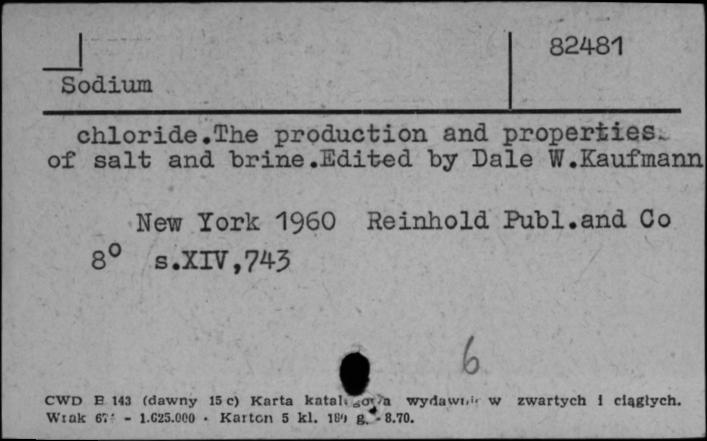 82481
Sodium
chloride.The production and properties
of salt and brine.Edited by Dale W.Kaufmann
New York 1960 Reinhold Publ.and Co
8° s.XIV,743
6
CWD E 143 (dawny 15 c) Karta w zwartych i ciągłych.
- 1.625.000 · Karton 5 kl. g. - 8.70.